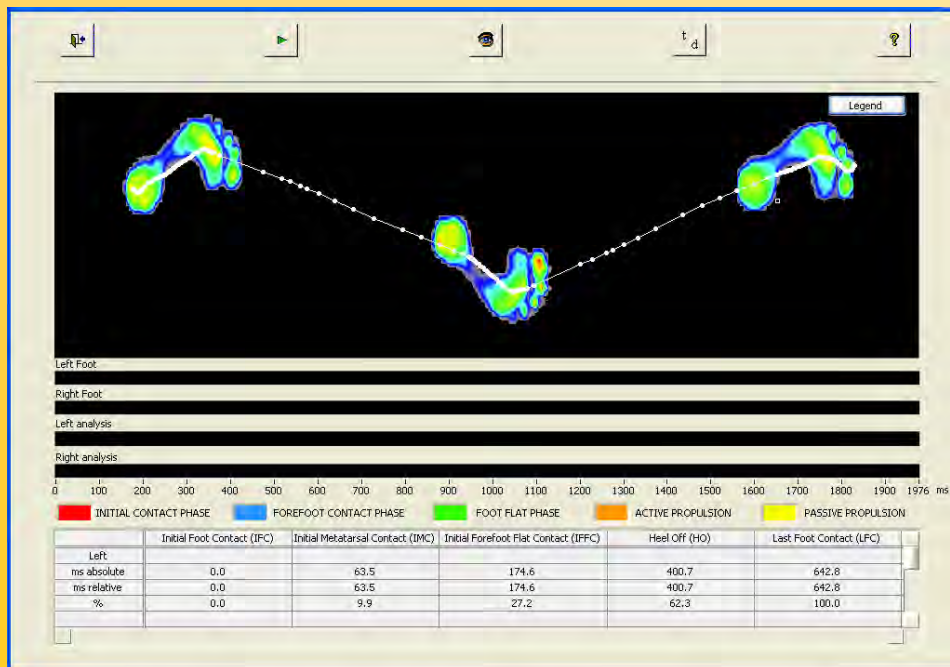 t d
?
Legend
Left Foot
Right Foot
Left analysis
Right analysis
0 100 200 300 400 500 600 700 800 900 1000 1100 1200 1300 1400 1500 1600 1700 1800 1900 1976 ms
INITIAL CONTACT PHASE FOREFOOT CONTACT PHASE FOOT FLAT PHASE ACTIVE PROPULSION PASSIVE PROPULSION
Initial Foot Contact (IFC) Initial Metatarsal Contact (IMC) Initial Forefoot Flat Contact (IFFC) Heel Off (HO) Last Foot Contact (LFC)
Left
ms absolute 0.0 63.5 174.6 400.7 642.8
ms relative 0.0 63.5 174.6 400.7 642.8
% 0.0 9.9 27.2 62.3 100.0